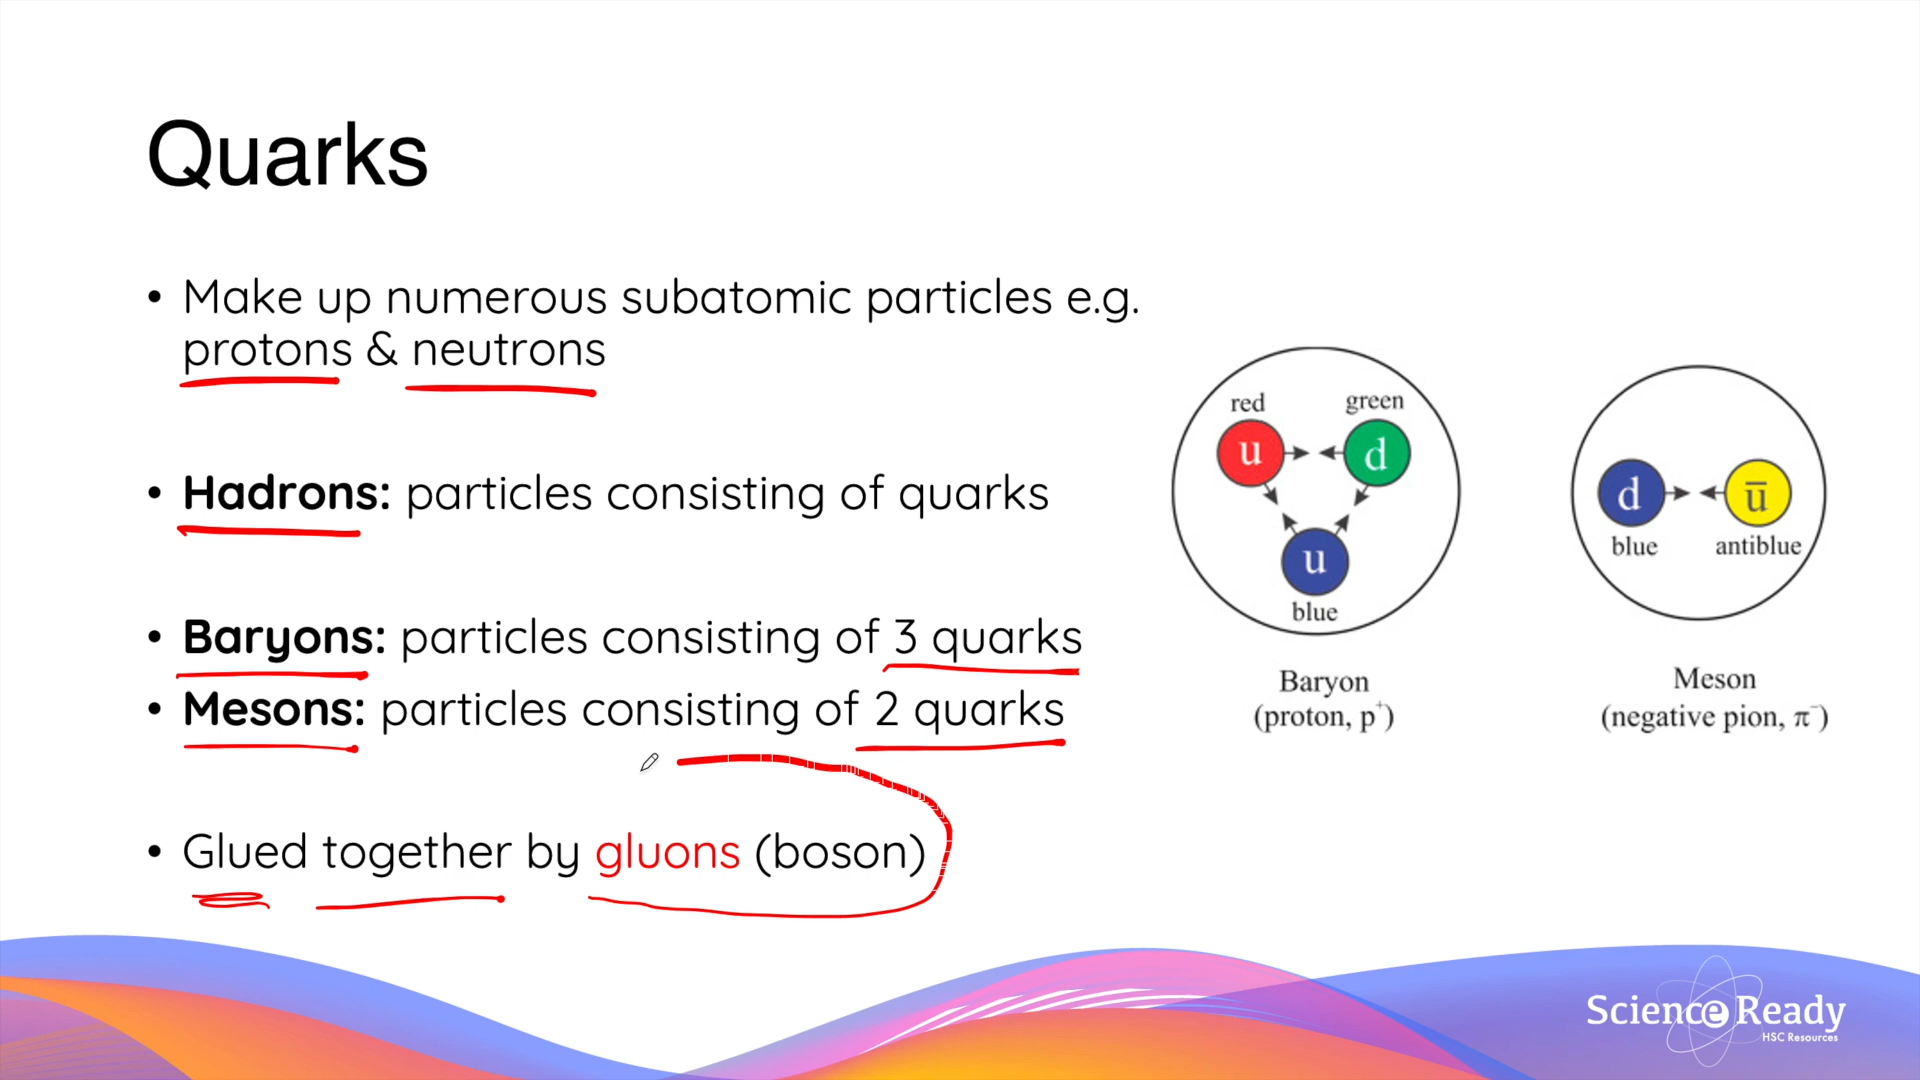 Quarks
• Make up numerous subatomic particles e.g.
protons & neutrons
• Hadrons: particles consisting of quarks
• Baryons: particles consisting of 3 quarks
• Mesons: particles consisting of 2 quarks
• Glued together by gluons (boson)
red
green
u
d
u
blue
Baryon
(proton, p⁺)
d
u̅
blue
antiblue
Meson
(negative pion, π⁻)
Science Ready
HSC Resources